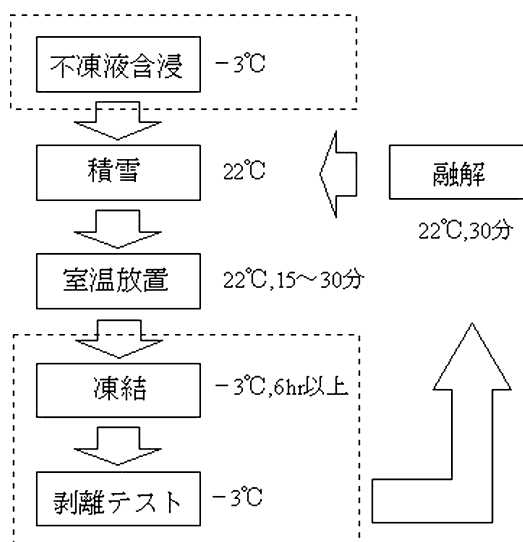 不凍液含浸 －3℃
積雪 22℃
融解
22℃,30分
室温放置 22℃,15～30分
凍結 －3℃,6hr以上
剥離テスト －3℃